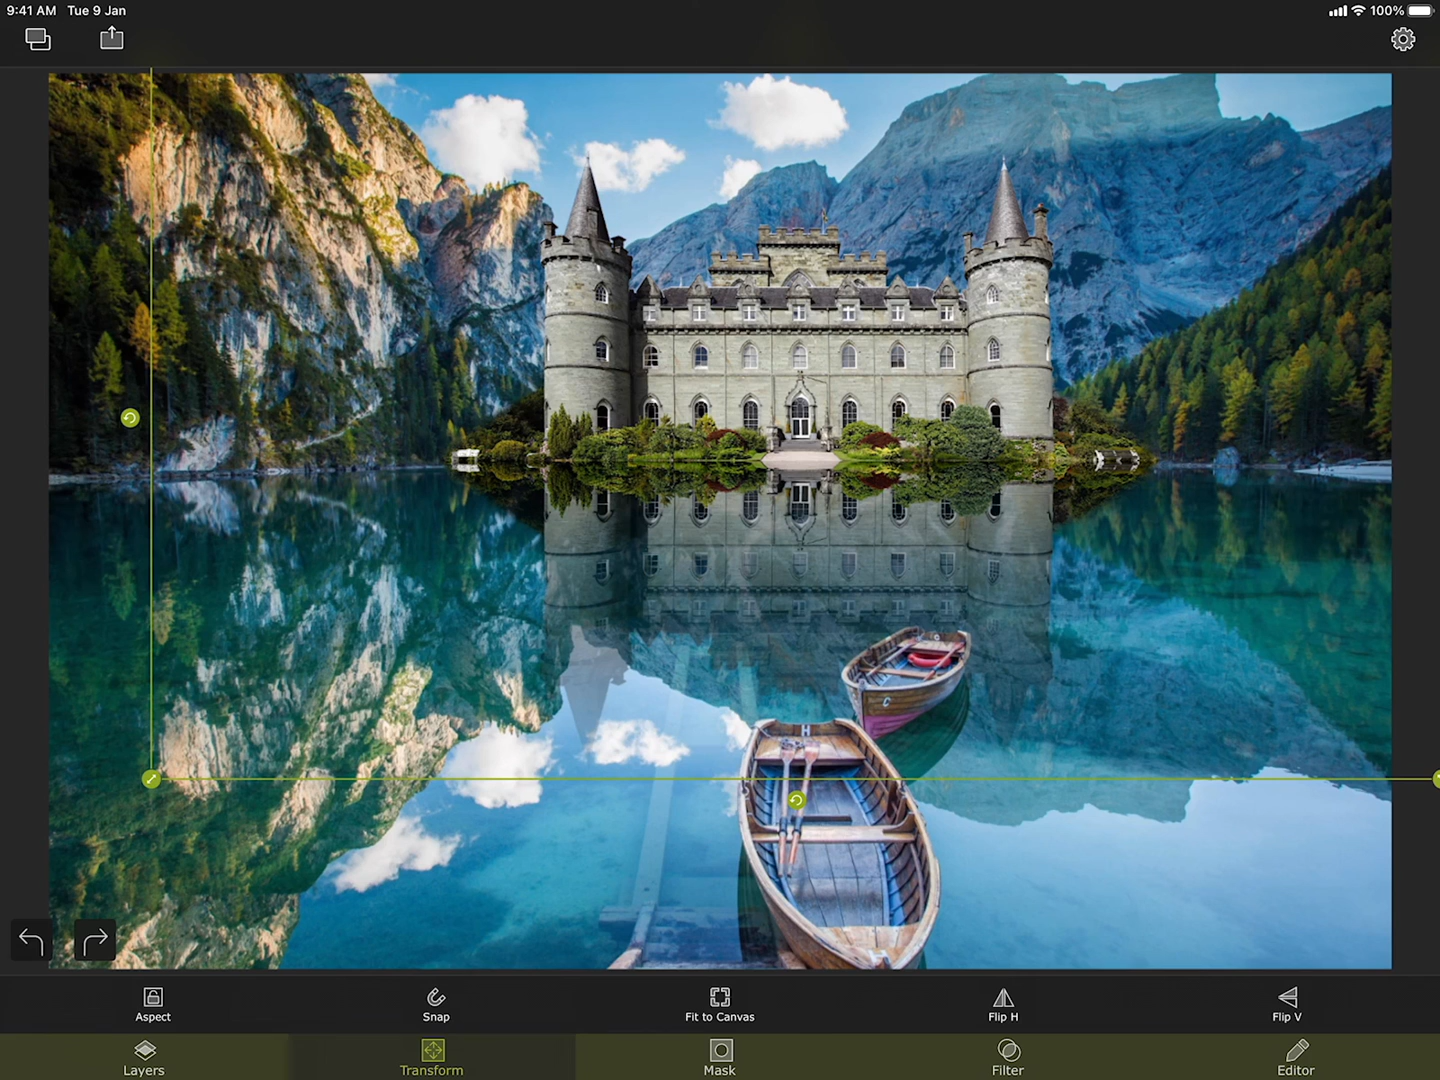 9:41 AM Tue 9 Jan
100%
Aspect
Snap
Fit to Canvas
Flip H
Flip V
Layers
Transform
Mask
Filter
Editor